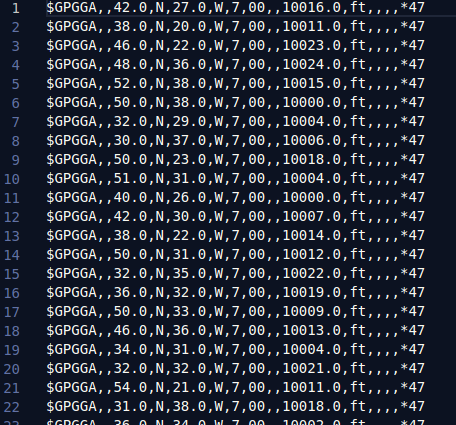 1 $GPGGA,,42.0,N,27.0,W,7,00,,10016.0,ft,,,,*47
2 $GPGGA,,38.0,N,20.0,W,7,00,,10011.0,ft,,,,*47
3 $GPGGA,,46.0,N,22.0,W,7,00,,10023.0,ft,,,,*47
4 $GPGGA,,48.0,N,36.0,W,7,00,,10024.0,ft,,,,*47
5 $GPGGA,,52.0,N,38.0,W,7,00,,10015.0,ft,,,,*47
6 $GPGGA,,50.0,N,38.0,W,7,00,,10000.0,ft,,,,*47
7 $GPGGA,,32.0,N,29.0,W,7,00,,10004.0,ft,,,,*47
8 $GPGGA,,30.0,N,37.0,W,7,00,,10006.0,ft,,,,*47
9 $GPGGA,,50.0,N,23.0,W,7,00,,10018.0,ft,,,,*47
10 $GPGGA,,51.0,N,31.0,W,7,00,,10004.0,ft,,,,*47
11 $GPGGA,,40.0,N,26.0,W,7,00,,10000.0,ft,,,,*47
12 $GPGGA,,42.0,N,30.0,W,7,00,,10007.0,ft,,,,*47
13 $GPGGA,,38.0,N,22.0,W,7,00,,10014.0,ft,,,,*47
14 $GPGGA,,50.0,N,31.0,W,7,00,,10012.0,ft,,,,*47
15 $GPGGA,,32.0,N,35.0,W,7,00,,10022.0,ft,,,,*47
16 $GPGGA,,36.0,N,32.0,W,7,00,,10019.0,ft,,,,*47
17 $GPGGA,,50.0,N,33.0,W,7,00,,10009.0,ft,,,,*47
18 $GPGGA,,46.0,N,36.0,W,7,00,,10013.0,ft,,,,*47
19 $GPGGA,,34.0,N,31.0,W,7,00,,10004.0,ft,,,,*47
20 $GPGGA,,32.0,N,32.0,W,7,00,,10021.0,ft,,,,*47
21 $GPGGA,,54.0,N,21.0,W,7,00,,10011.0,ft,,,,*47
22 $GPGGA,,31.0,N,38.0,W,7,00,,10018.0,ft,,,,*47